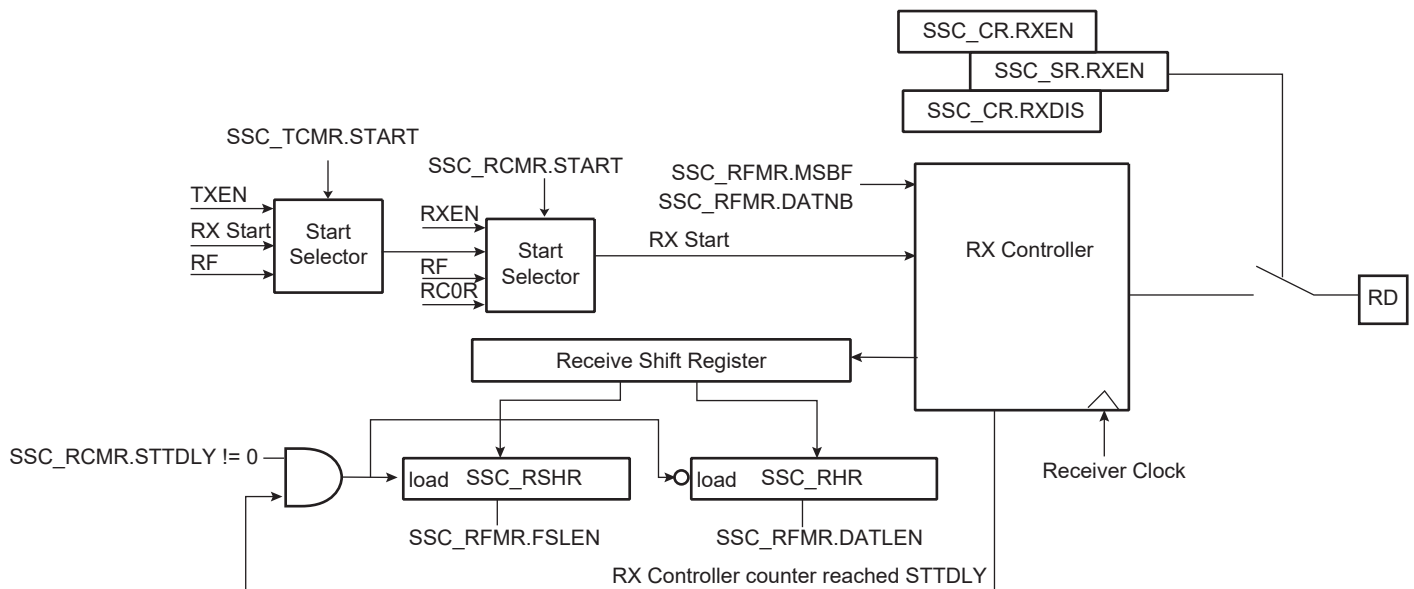 SSC_CR.RXEN
SSC_SR.RXEN
SSC_CR.RXDIS
SSC_TCMR.START
SSC_RCMR.START
SSC_RFMR.MSBF
SSC_RFMR.DATNB
TXEN
RX Start
RF
Start
Selector
RXEN
RF
RC0R
Start
Selector
RX Start
RX Controller
RD
Receive Shift Register
SSC_RCMR.STTDLY != 0
load SSC_RSHR
load SSC_RHR
Receiver Clock
SSC_RFMR.FSLEN
SSC_RFMR.DATLEN
RX Controller counter reached STTDLY